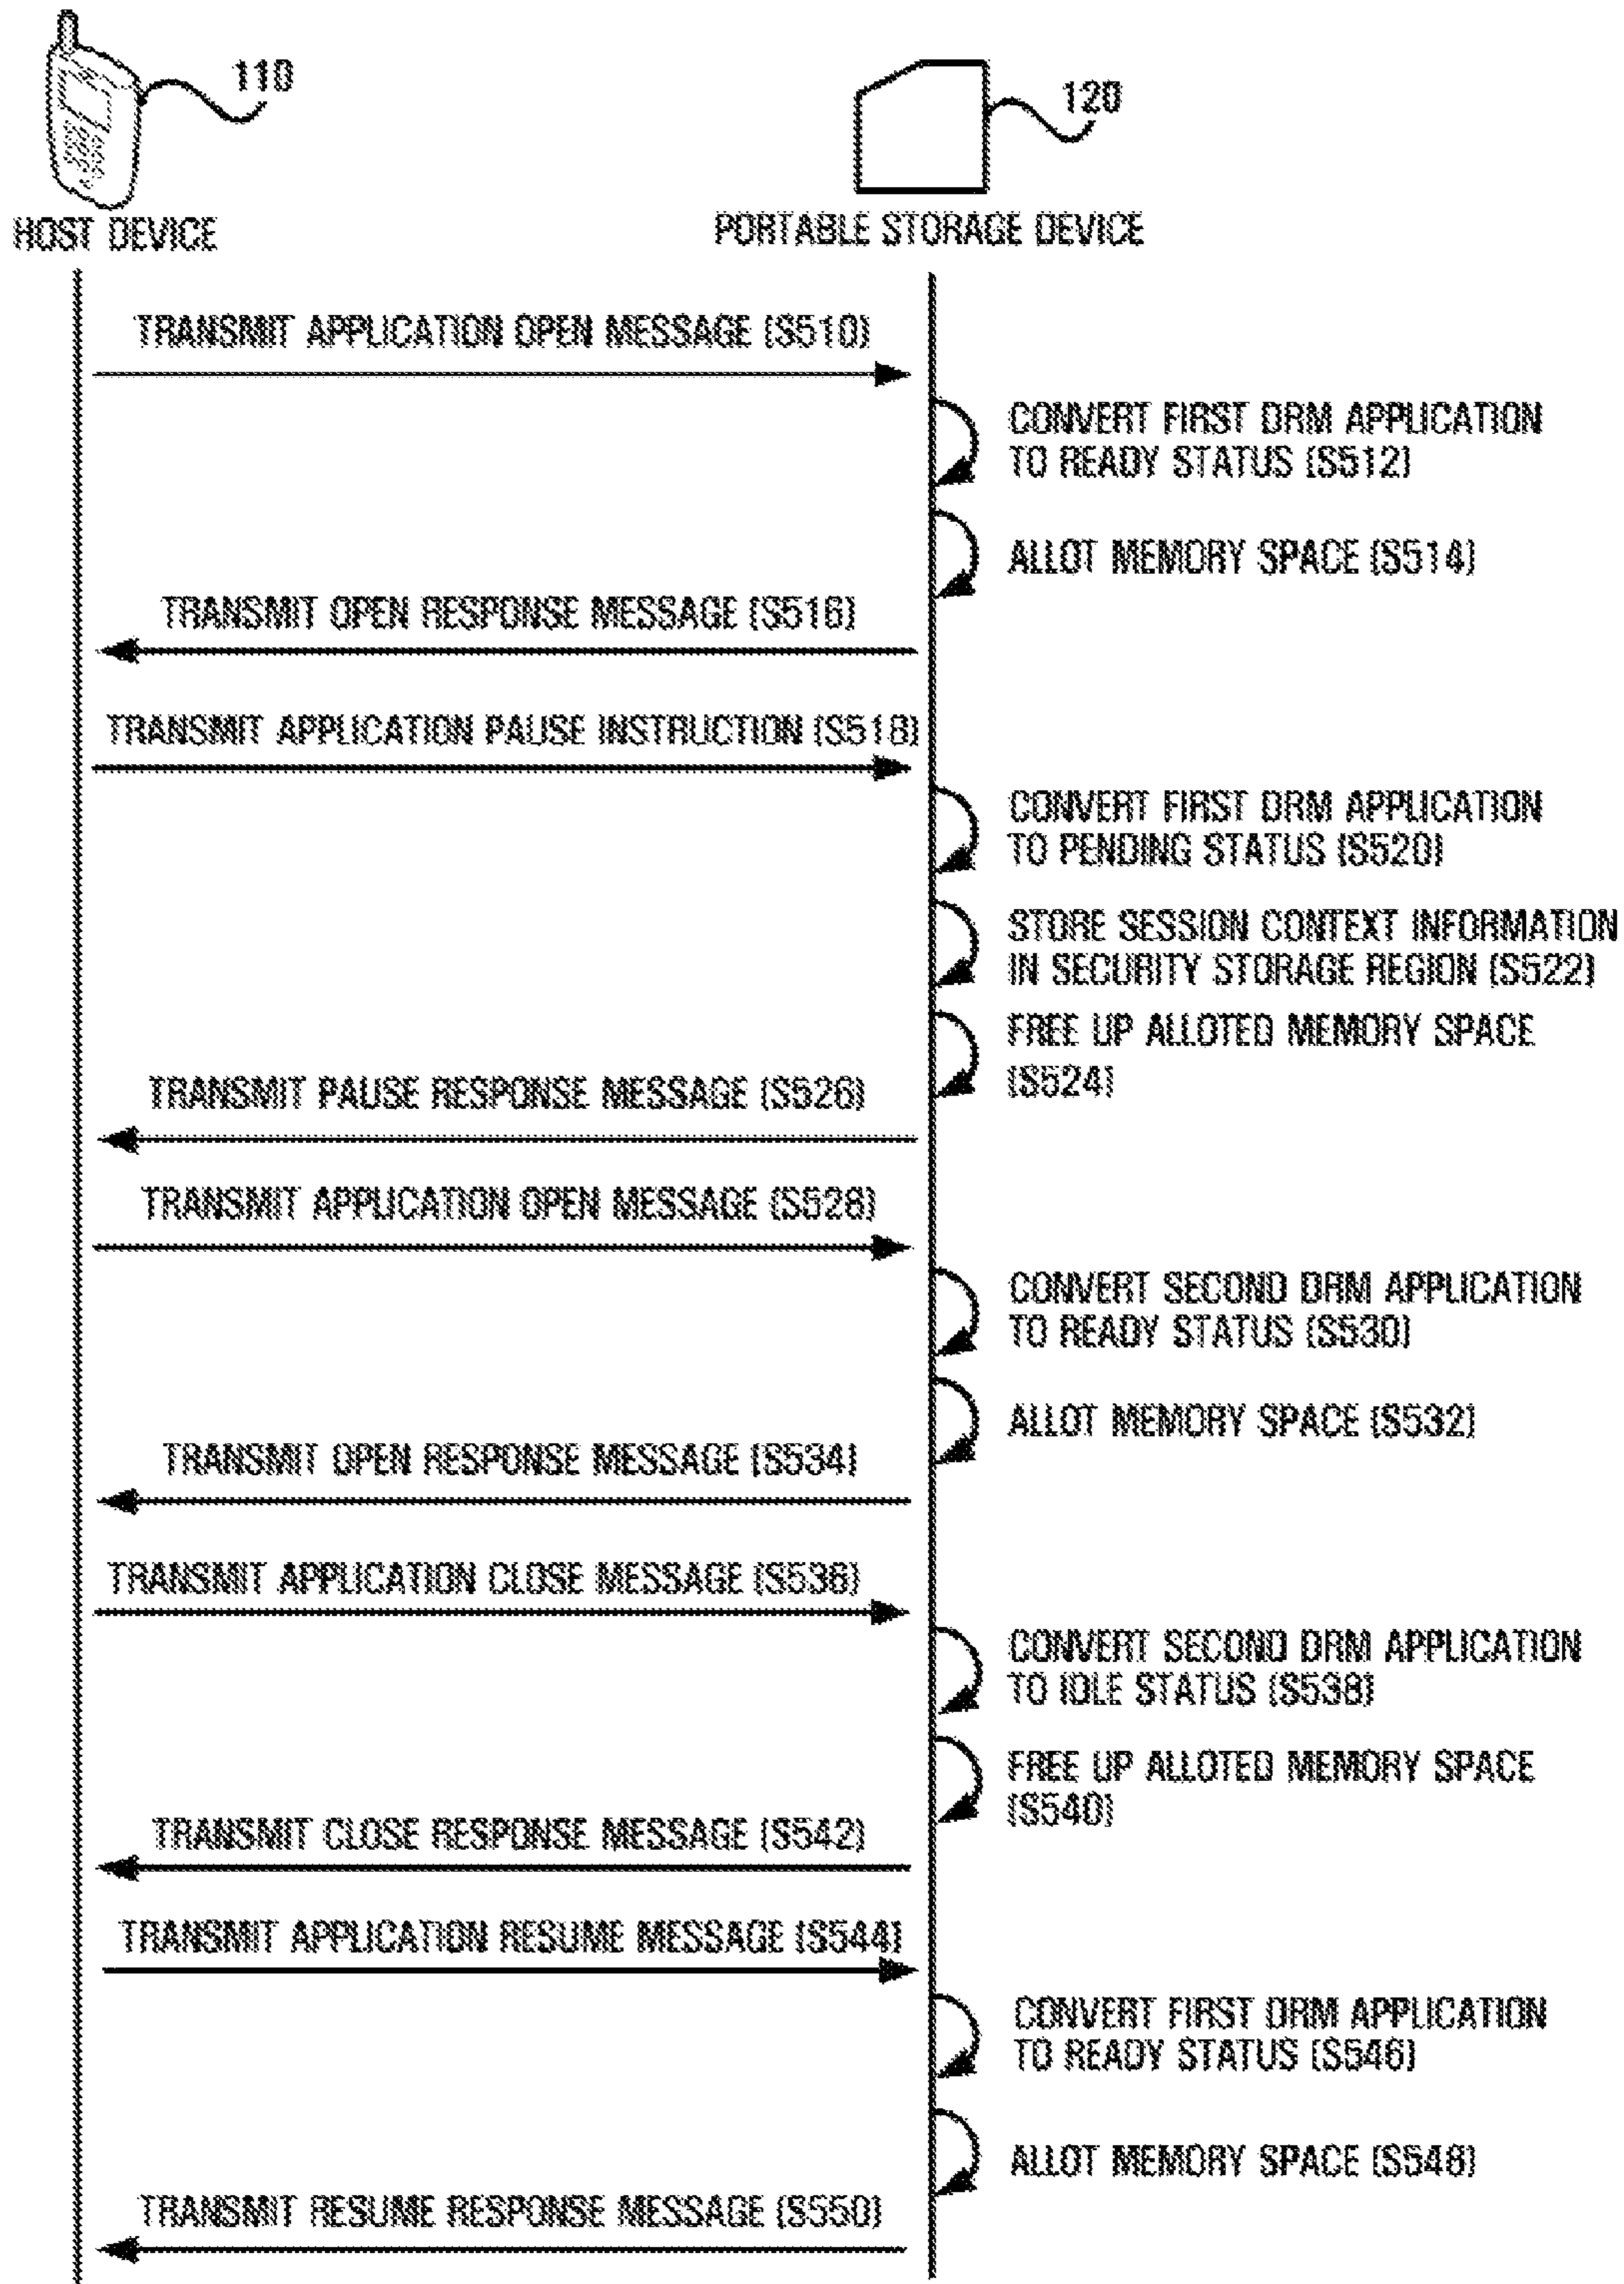 110
120
HOST DEVICE
PORTABLE STORAGE DEVICE
TRANSMIT APPLICATION OPEN MESSAGE (S510)
CONVERT FIRST DRM APPLICATION
TO READY STATUS (S512)
ALLOT MEMORY SPACE (S514)
TRANSMIT OPEN RESPONSE MESSAGE (S516)
TRANSMIT APPLICATION PAUSE INSTRUCTION (S518)
CONVERT FIRST DRM APPLICATION
TO PENDING STATUS (S520)
STORE SESSION CONTEXT INFORMATION
IN SECURITY STORAGE REGION (S522)
FREE UP ALLOTED MEMORY SPACE
(S524)
TRANSMIT PAUSE RESPONSE MESSAGE (S526)
TRANSMIT APPLICATION OPEN MESSAGE (S528)
CONVERT SECOND DRM APPLICATION
TO READY STATUS (S530)
ALLOT MEMORY SPACE (S532)
TRANSMIT OPEN RESPONSE MESSAGE (S534)
TRANSMIT APPLICATION CLOSE MESSAGE (S536)
CONVERT SECOND DRM APPLICATION
TO IDLE STATUS (S538)
FREE UP ALLOTED MEMORY SPACE
(S540)
TRANSMIT CLOSE RESPONSE MESSAGE (S542)
TRANSMIT APPLICATION RESUME MESSAGE (S544)
CONVERT FIRST DRM APPLICATION
TO READY STATUS (S546)
ALLOT MEMORY SPACE (S548)
TRANSMIT RESUME RESPONSE MESSAGE (S550)